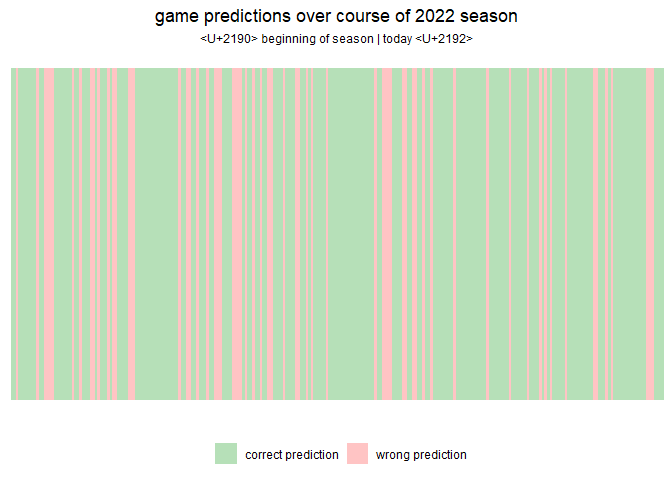 game predictions over course of 2022 season
<U+2190> beginning of season | today <U+2192>
correct prediction
wrong prediction